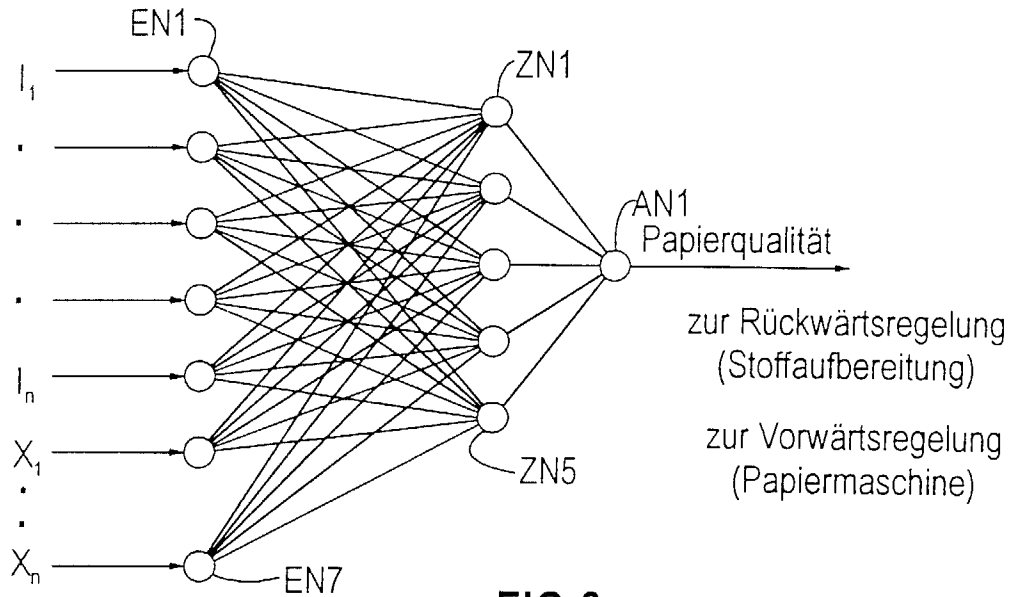 EN1
ZN1
I₁
.
.
.
Iₙ
X₁
.
.
Xₙ
AN1
Papierqualität
zur Rückwärtsregelung
(Stoffaufbereitung)
zur Vorwärtsregelung
(Papiermaschine)
ZN5
EN7